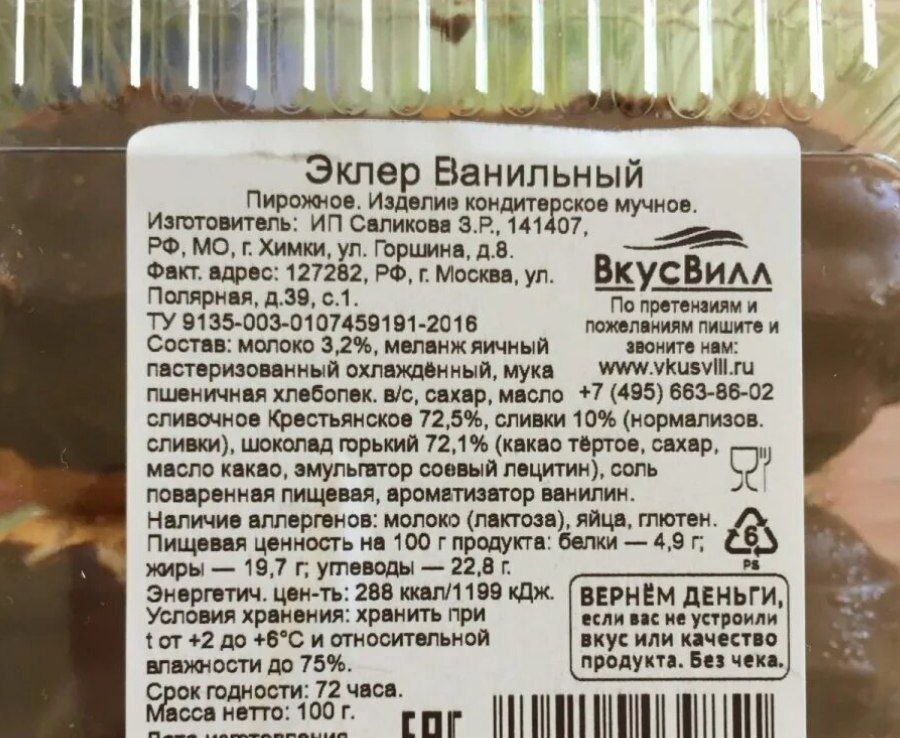 Эклер Ванильный
Пирожное. Изделие кондитерское мучное.
Изготовитель: ИП Саликова З.Р., 141407,
РФ, МО, г. Химки, ул. Горшина, д.8.
Факт. адрес: 127282, РФ, г. Москва, ул.
Полярная, д.39, с.1.
ТУ 9135-003-0107459191-2016
ВкусВилл
По претензиям и
пожеланиям пишите и
звоните нам:
www.vkusvill.ru
+7 (495) 663-86-02
Состав: молоко 3,2%, меланж яичный
пастеризованный охлаждённый, мука
пшеничная хлебопек. в/с, сахар, масло
сливочное Крестьянское 72,5%, сливки 10% (нормализов.
сливки), шоколад горький 72,1% (какао тёртое, сахар,
масло какао, эмульгатор соевый лецитин), соль
поваренная пищевая, ароматизатор ванилин.
Наличие аллергенов: молоко (лактоза), яйца, глютен.
Пищевая ценность на 100 г продукта: белки — 4,9 г;
жиры — 19,7 г; углеводы — 22,8 г.
Энергетич. цен-ть: 288 ккал/1199 кДж.
Условия хранения: хранить при
t от +2 до +6°С и относительной
влажности до 75%.
Срок годности: 72 часа.
Масса нетто: 100 г.
Дата изготовления
6
PS
ВЕРНЁМ ДЕНЬГИ,
если вас не устроили
вкус или качество
продукта. Без чека.
ЕАС